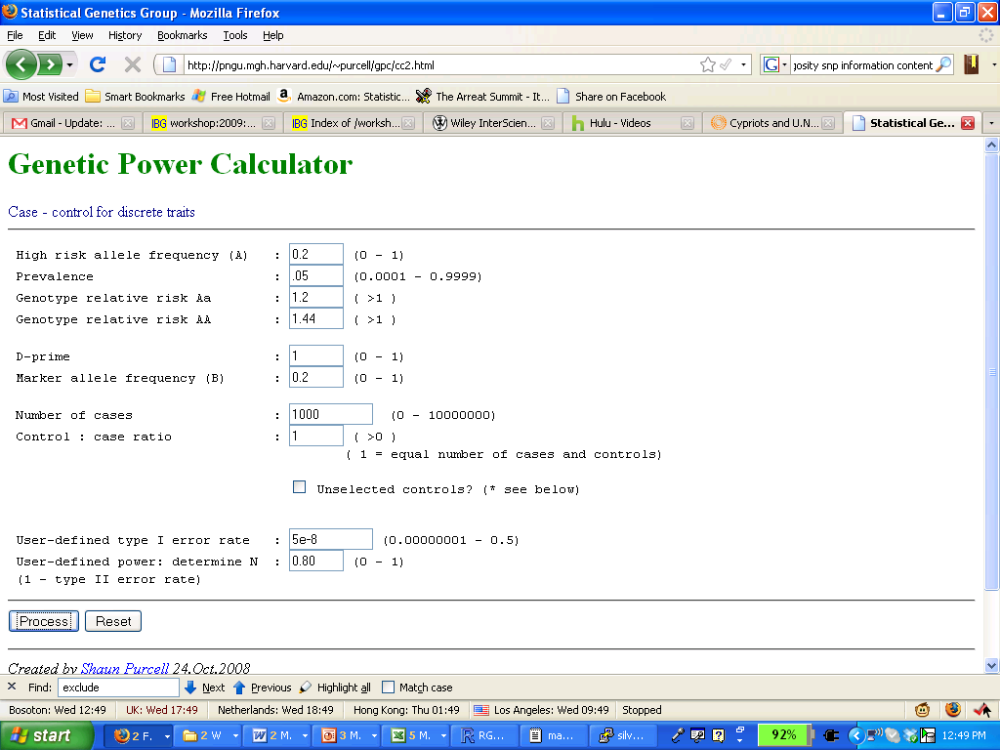 Statistical Genetics Group - Mozilla Firefox
File Edit View History Bookmarks Tools Help
http://pngu.mgh.harvard.edu/~purcell/gpc/cc2.html G josity snp information content
Most Visited Smart Bookmarks Free Hotmail a Amazon.com: Statistic... The Arreat Summit - It... Share on Facebook
Gmail - Update: ... IBG workshop:2009:... IBG Index of /worksh... Wiley InterScien... h Hulu - Videos Cypriots and U.N... Statistical Ge...
Genetic Power Calculator
Case - control for discrete traits
High risk allele frequency (A) : 0.2 (0 - 1)
Prevalence : .05 (0.0001 - 0.9999)
Genotype relative risk Aa : 1.2 ( >1 )
Genotype relative risk AA : 1.44 ( >1 )
D-prime : 1 (0 - 1)
Marker allele frequency (B) : 0.2 (0 - 1)
Number of cases : 1000 (0 - 10000000)
Control : case ratio : 1 ( >0 )
( 1 = equal number of cases and controls)
Unselected controls? (* see below)
User-defined type I error rate : 5e-8 (0.00000001 - 0.5)
User-defined power: determine N : 0.80 (0 - 1)
(1 - type II error rate)
Process Reset
Created by Shaun Purcell 24.Oct.2008
Find: exclude Next Previous Highlight all Match case
Bosoton: Wed 12:49 UK: Wed 17:49 Netherlands: Wed 18:49 Hong Kong: Thu 01:49 Los Angeles: Wed 09:49 Stopped
start 2 F. 2 W 2 M. 3 M. 5 M. RG... ma... silv... 92% 12:49 PM